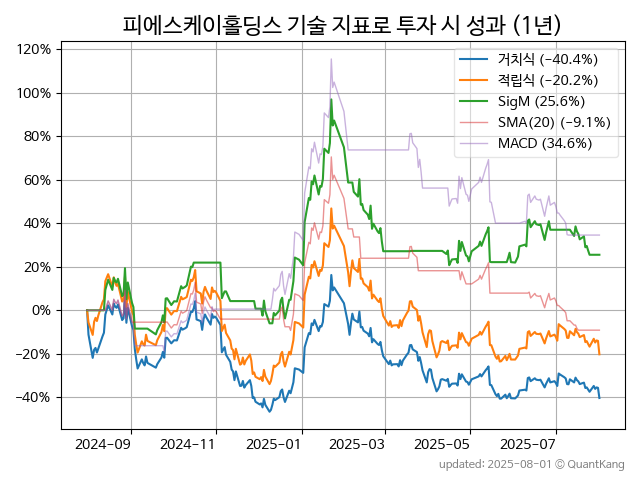 피에스케이홀딩스 기술 지표로 투자 시 성과 (1년)
120%
100%
80%
60%
40%
20%
0%
−20%
−40%
거치식 (−40.4%)
적립식 (−20.2%)
SigM (25.6%)
SMA(20) (−9.1%)
MACD (34.6%)
2024−09
2024−11
2025−01
2025−03
2025−05
2025−07
updated: 2025-08-01 © QuantKang